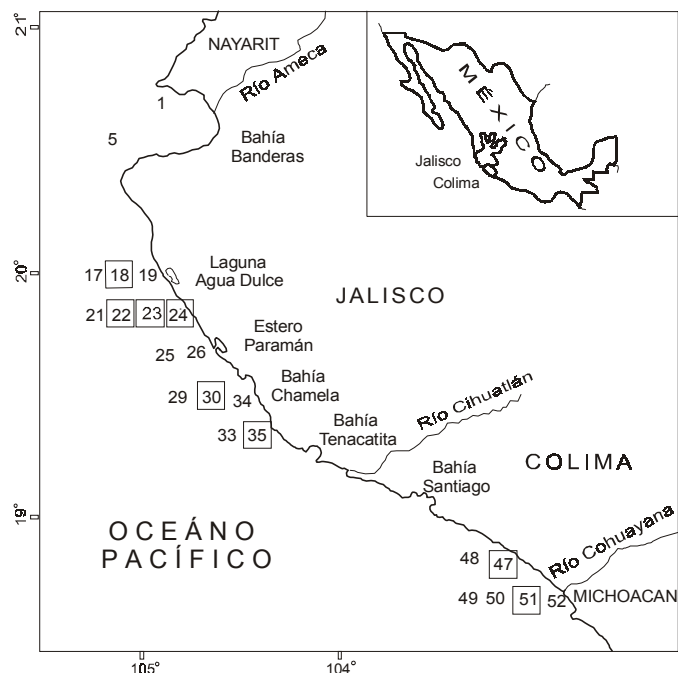 21°
NAYARIT
Río Ameca
1
5
Bahía
Banderas
MÉXICO
Jalisco
Colima
20°
17 18 19
Laguna
Agua Dulce
JALISCO
21 22 23 24
Estero
Paramán
25 26
Bahía
Chamela
29 30 34
33 35
Bahía
Tenacatita
Río Cihuatlán
Bahía
Santiago
COLIMA
19°
OCEÁNO
PACÍFICO
Río Cohuayana
48 47
49 50 51 52 MICHOACAN
105° 104°